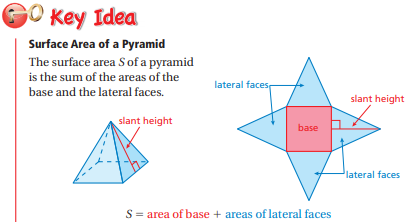 Key Idea
Surface Area of a Pyramid
The surface area S of a pyramid
is the sum of the areas of the
base and the lateral faces.
slant height
lateral faces
slant height
base
lateral faces
S = area of base + areas of lateral faces